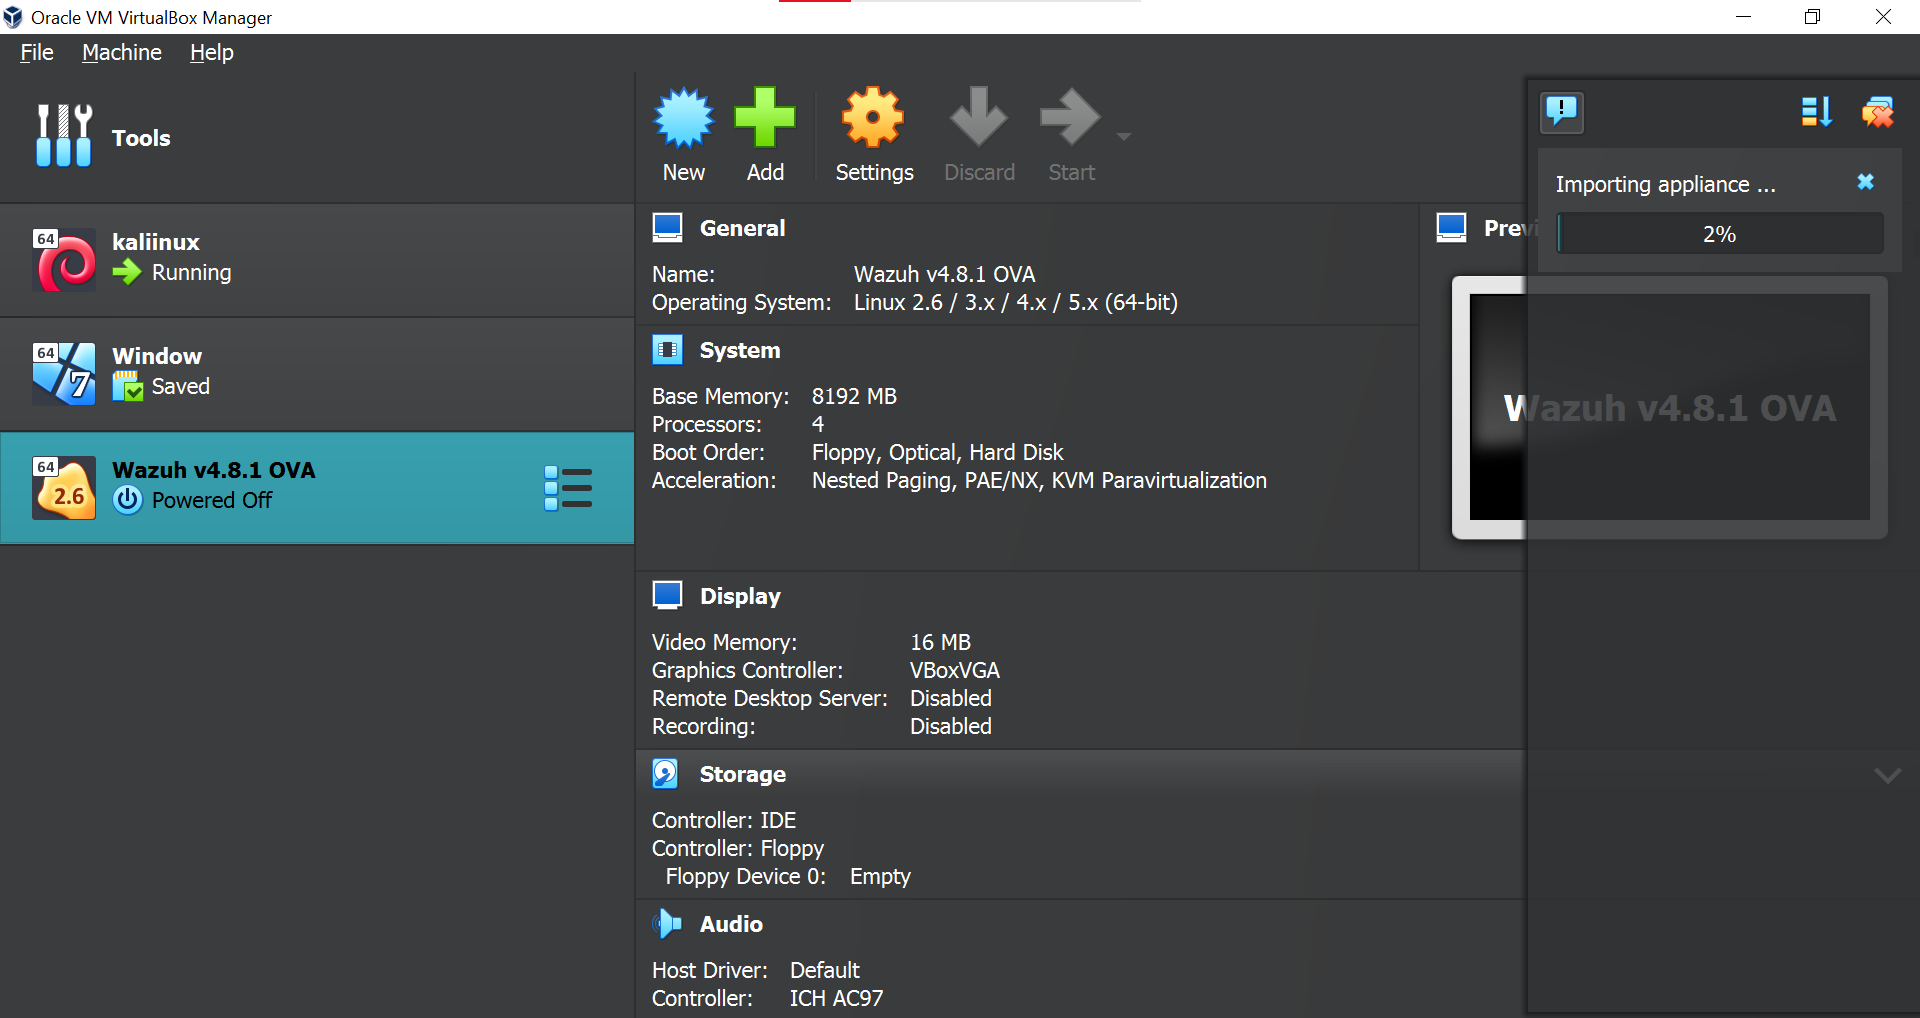 Oracle VM VirtualBox Manager
File Machine Help
Tools
New Add Settings Discard Start
64
kaliinux
Running
64
7
Window
Saved
64
2.6
Wazuh v4.8.1 OVA
Powered Off
General
Name: Wazuh v4.8.1 OVA
Operating System: Linux 2.6 / 3.x / 4.x / 5.x (64-bit)
System
Base Memory: 8192 MB
Processors: 4
Boot Order: Floppy, Optical, Hard Disk
Acceleration: Nested Paging, PAE/NX, KVM Paravirtualization
Display
Video Memory: 16 MB
Graphics Controller: VBoxVGA
Remote Desktop Server: Disabled
Recording: Disabled
Storage
Controller: IDE
Controller: Floppy
Floppy Device 0: Empty
Audio
Host Driver: Default
Controller: ICH AC97
Previ
Wazuh v4.8.1 OVA
Importing appliance ...
2%